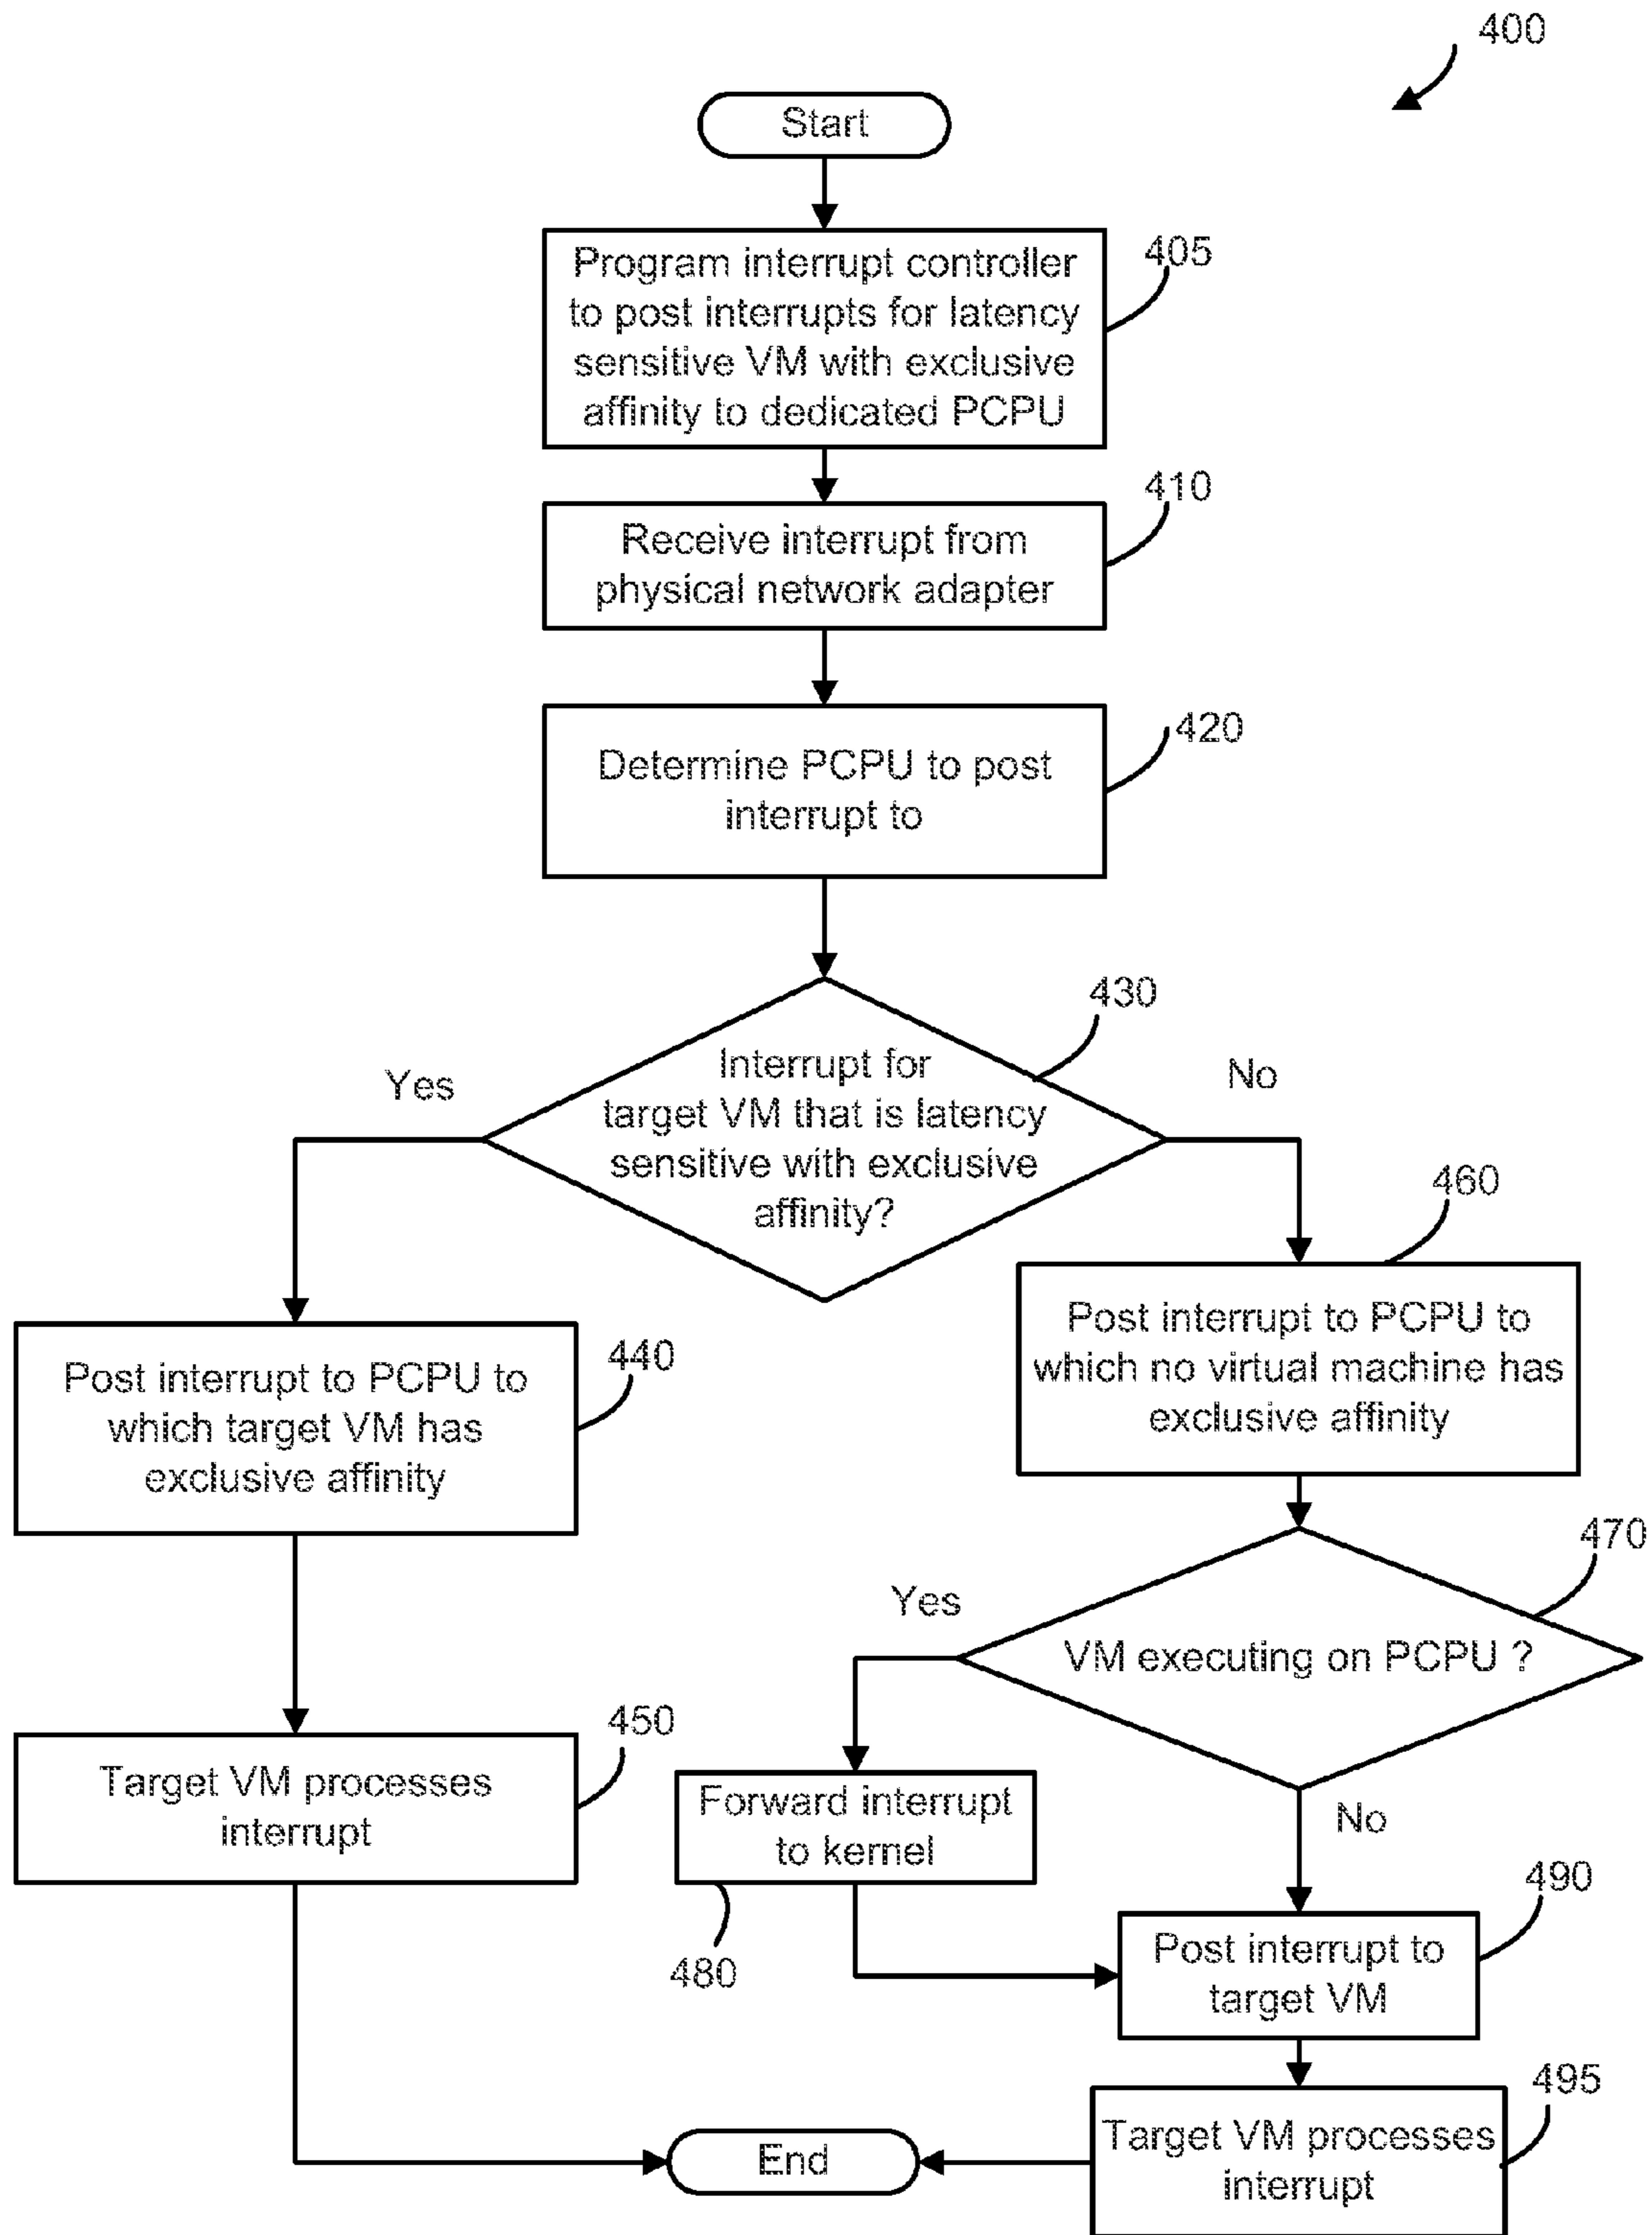 400
Start
Program interrupt controller
to post interrupts for latency
sensitive VM with exclusive
affinity to dedicated PCPU
405
Receive interrupt from
physical network adapter
410
Determine PCPU to post
interrupt to
420
Interrupt for
target VM that is latency
sensitive with exclusive
affinity?
430
Yes
No
Post interrupt to PCPU to
which target VM has
exclusive affinity
440
Target VM processes
interrupt
450
Post interrupt to PCPU to
which no virtual machine has
exclusive affinity
460
VM executing on PCPU ?
470
Yes
No
Forward interrupt
to kernel
480
Post interrupt to
target VM
490
Target VM processes
interrupt
495
End